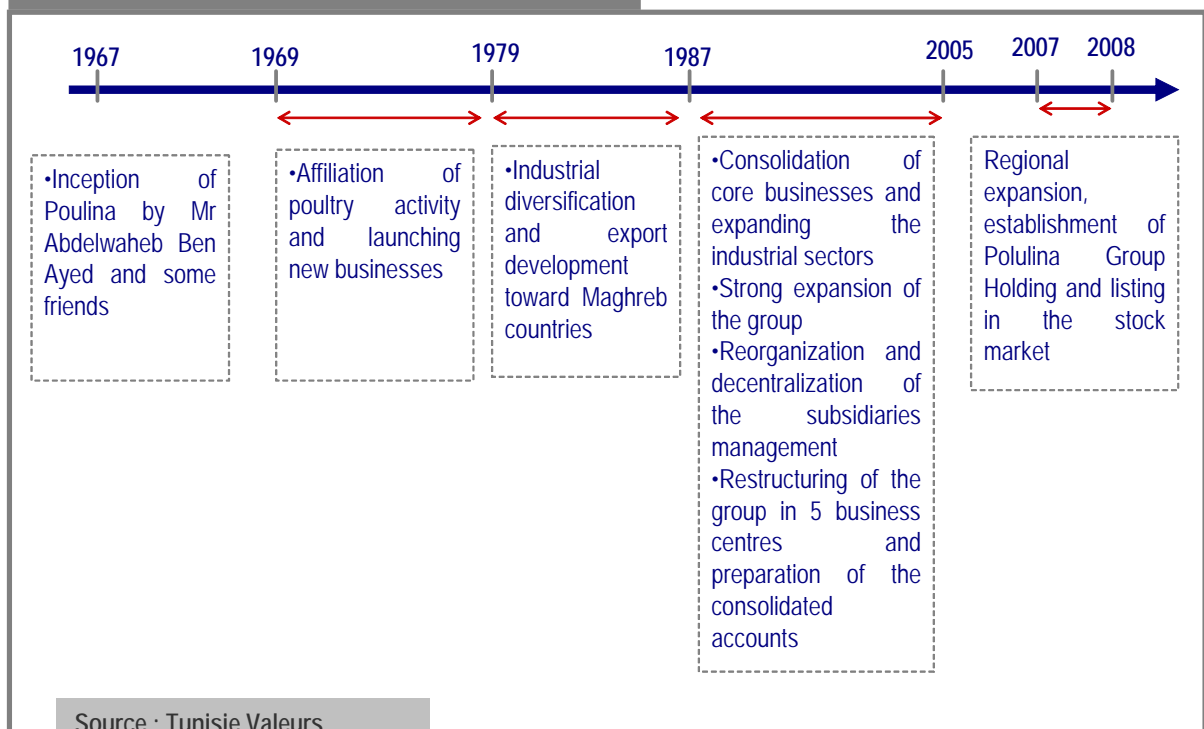 1967
1969
1979
1987
2005
2007
2008
•Inception of
Poulina by Mr
Abdelwaheb Ben
Ayed and some
friends
•Affiliation of
poultry activity
and launching
new businesses
•Industrial
diversification
and export
development
toward Maghreb
countries
•Consolidation of
core businesses and
expanding the
industrial sectors
•Strong expansion of
the group
•Reorganization and
decentralization of
the subsidiaries
management
•Restructuring of the
group in 5 business
centres and
preparation of the
consolidated
accounts
Regional
expansion,
establishment of
Polulina Group
Holding and listing
in the stock
market
Source : Tunisie Valeurs